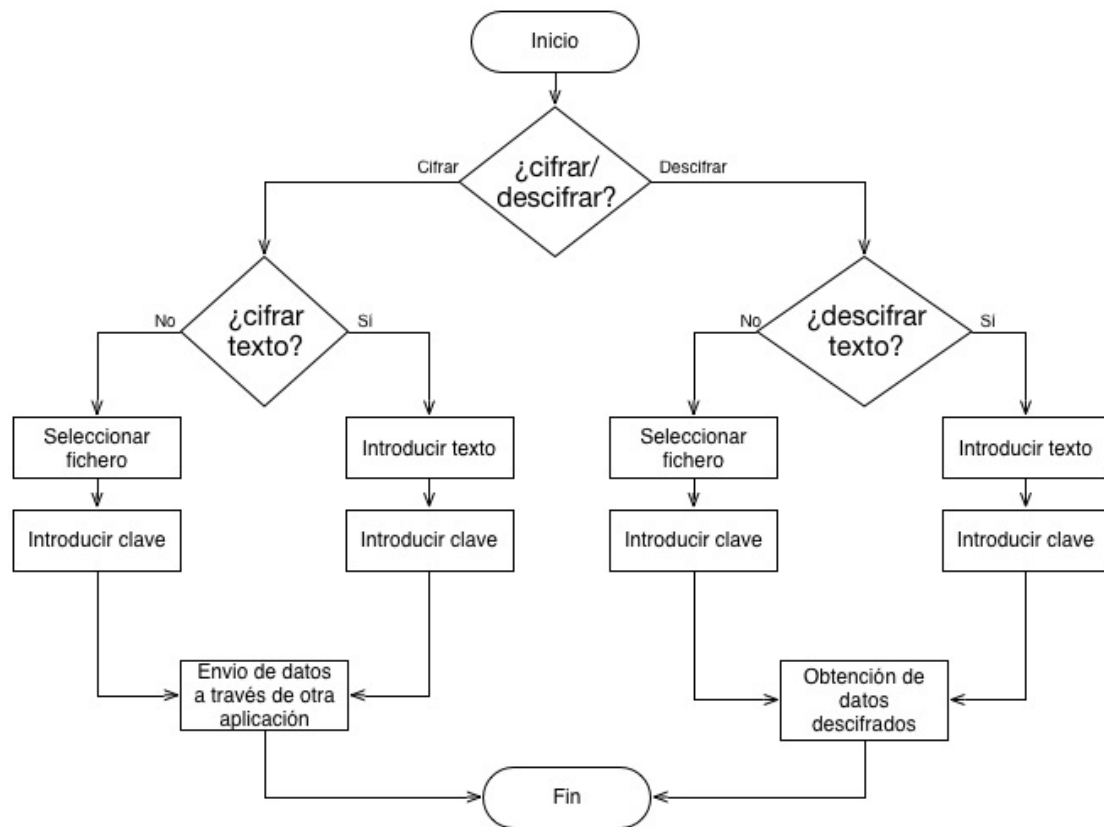 Inicio
Cifrar
¿cifrar/
descifrar?
Descifrar
No
¿cifrar
texto?
Sí
No
¿descifrar
texto?
Sí
Seleccionar
fichero
Introducir texto
Seleccionar
fichero
Introducir texto
Introducir clave
Introducir clave
Introducir clave
Introducir clave
Envio de datos
a través de otra
aplicación
Obtención de
datos
descifrados
Fin